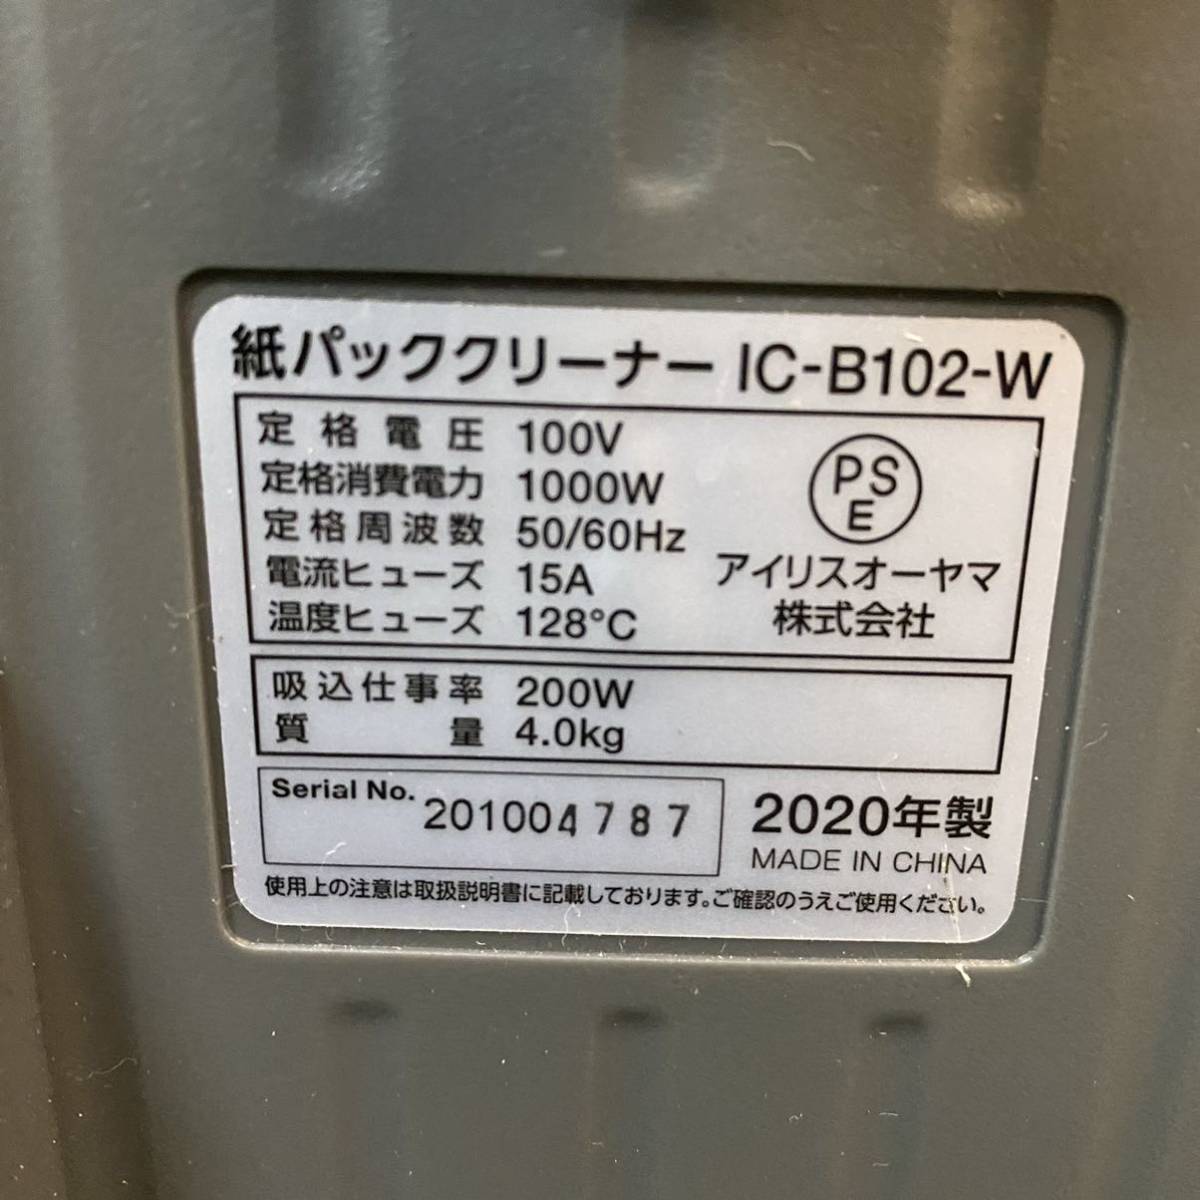 紙パッククリーナー IC-B102-W
定格電圧 100V
定格消費電力 1000W
定格周波数 50/60Hz
電流ヒューズ 15A
温度ヒューズ 128°C
PS
E
アイリスオーヤマ
株式会社
吸込仕事率 200W
質量 4.0kg
Serial No. 201004787
2020年製
MADE IN CHINA
使用上の注意は取扱説明書に記載しております。ご確認のうえご使用ください。